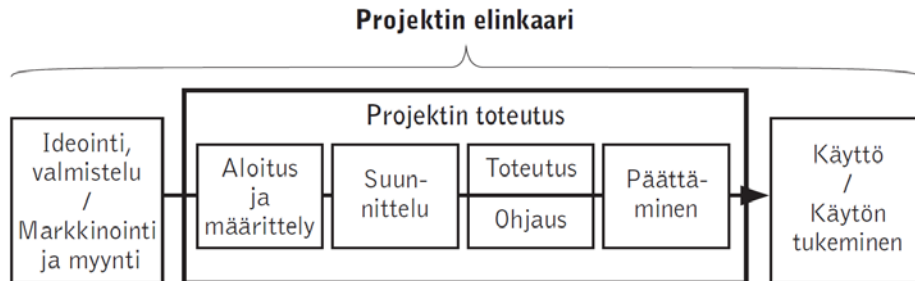 Projektin elinkaari
Projektin toteutus
Ideointi,
valmistelu
/
Markkinointi
ja myynti
Aloitus
ja
määrittely
Suun-
nittelu
Toteutus
Ohjaus
Päättä-
minen
Käyttö
/
Käytön
tukeminen